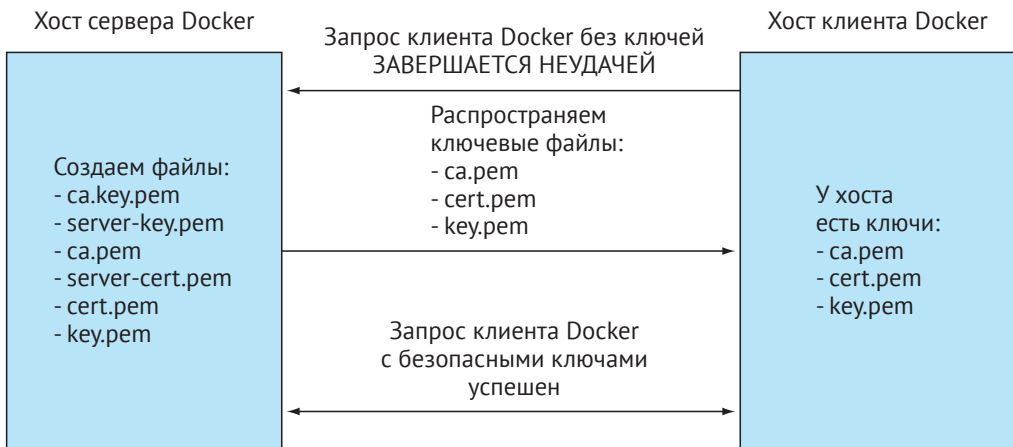 Хост сервера Docker
Хост клиента Docker
Запрос клиента Docker без ключей
ЗАВЕРШАЕТСЯ НЕУДАЧЕЙ
Распространяем
ключевые файлы:
- ca.pem
- cert.pem
- key.pem
Создаем файлы:
- ca.key.pem
- server-key.pem
- ca.pem
- server-cert.pem
- cert.pem
- key.pem
У хоста
есть ключи:
- ca.pem
- cert.pem
- key.pem
Запрос клиента Docker
с безопасными ключами
успешен